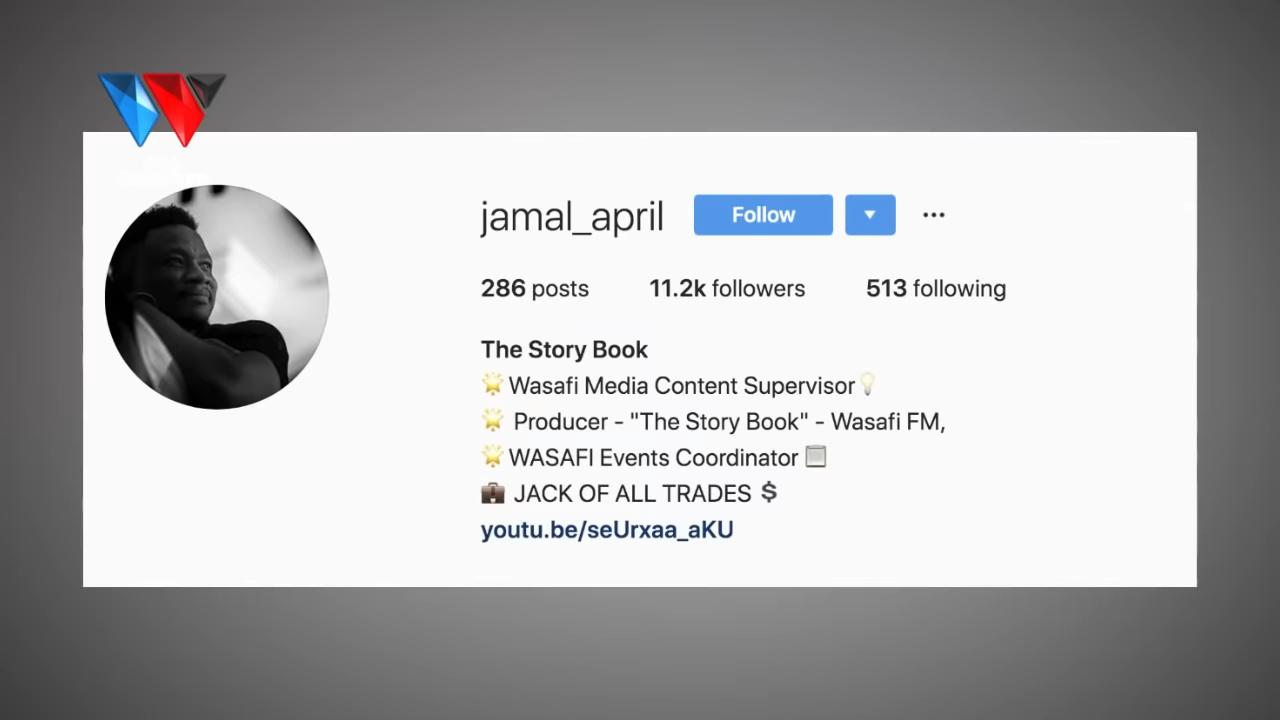 jamal_april Follow ▼ ...
286 posts 11.2k followers 513 following
The Story Book
🌟 Wasafi Media Content Supervisor💡
🌟 Producer - "The Story Book" - Wasafi FM,
🌟 WASAFI Events Coordinator 🔲
💼 JACK OF ALL TRADES 💲
youtu.be/seUrxaa_aKU